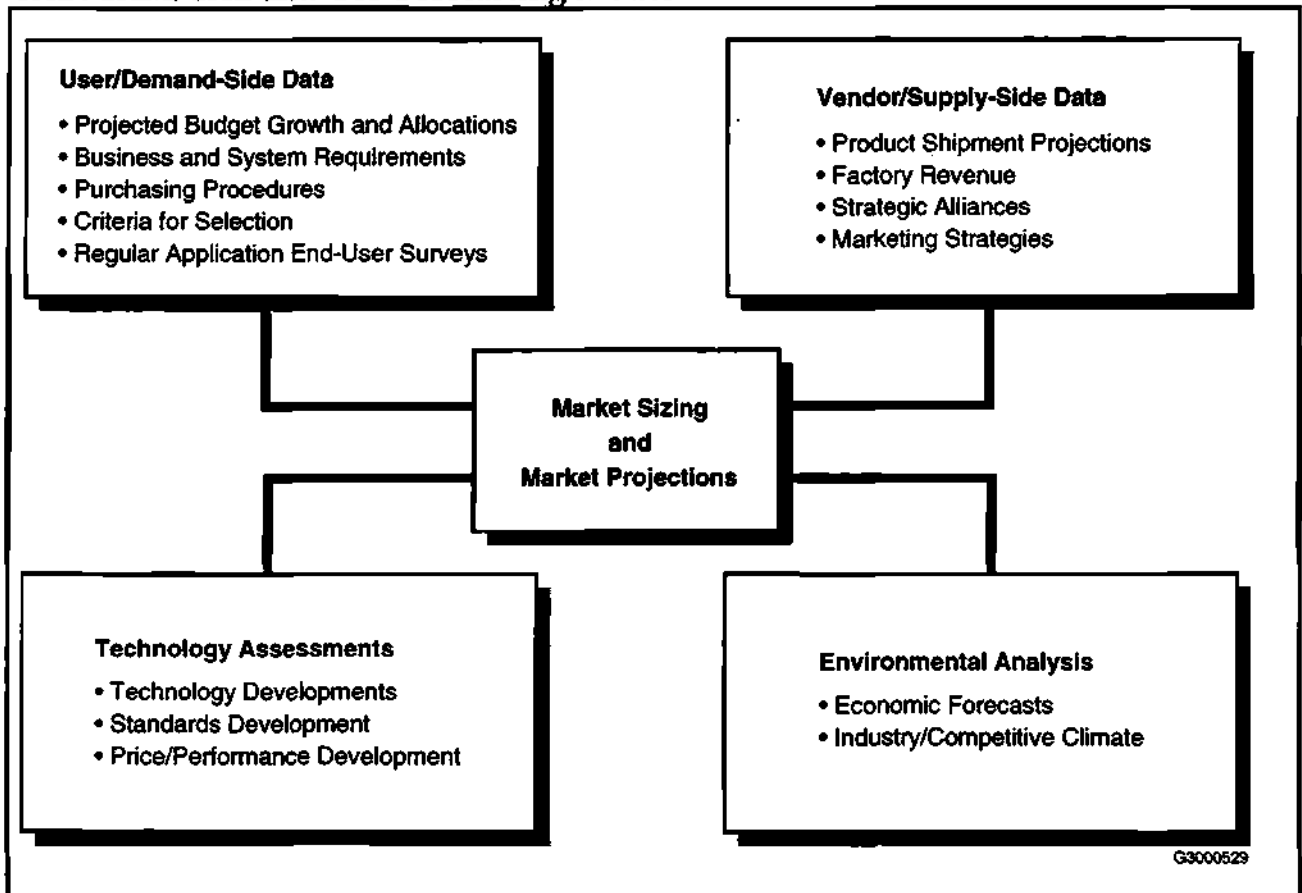 User/Demand-Side Data
• Projected Budget Growth and Allocations
• Business and System Requirements
• Purchasing Procedures
• Criteria for Selection
• Regular Application End-User Surveys
Vendor/Supply-Side Data
• Product Shipment Projections
• Factory Revenue
• Strategic Alliances
• Marketing Strategies
Market Sizing
and
Market Projections
Technology Assessments
• Technology Developments
• Standards Development
• Price/Performance Development
Environmental Analysis
• Economic Forecasts
• Industry/Competitive Climate
G3000529